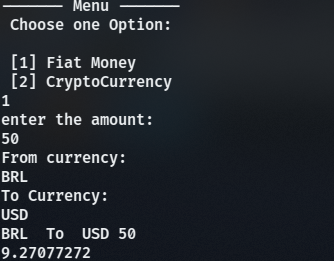 ─────── Menu ───────
Choose one Option:
[1] Fiat Money
[2] CryptoCurrency
1
enter the amount:
50
From currency:
BRL
To Currency:
USD
BRL  To  USD 50
9.27077272